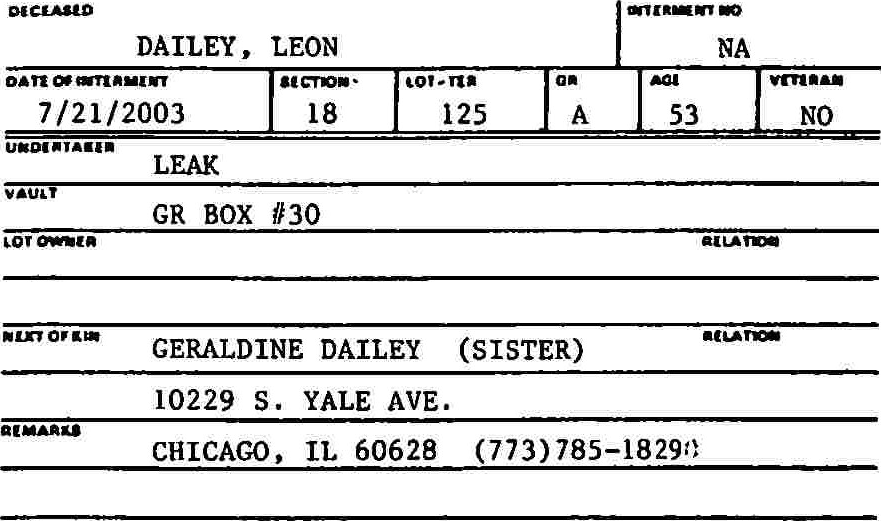 DECEASED INTERMENT NO
DAILEY, LEON NA
DATE OF INTERMENT SECTION LOT-TER GR AGE VETERAN
7/21/2003 18 125 A 53 NO
UNDERTAKER
LEAK
VAULT
GR BOX #30
LOT OWNER RELATION
NEXT OF KIN RELATION
GERALDINE DAILEY (SISTER)
10229 S. YALE AVE.
REMARKS
CHICAGO, IL 60628 (773)785-1829